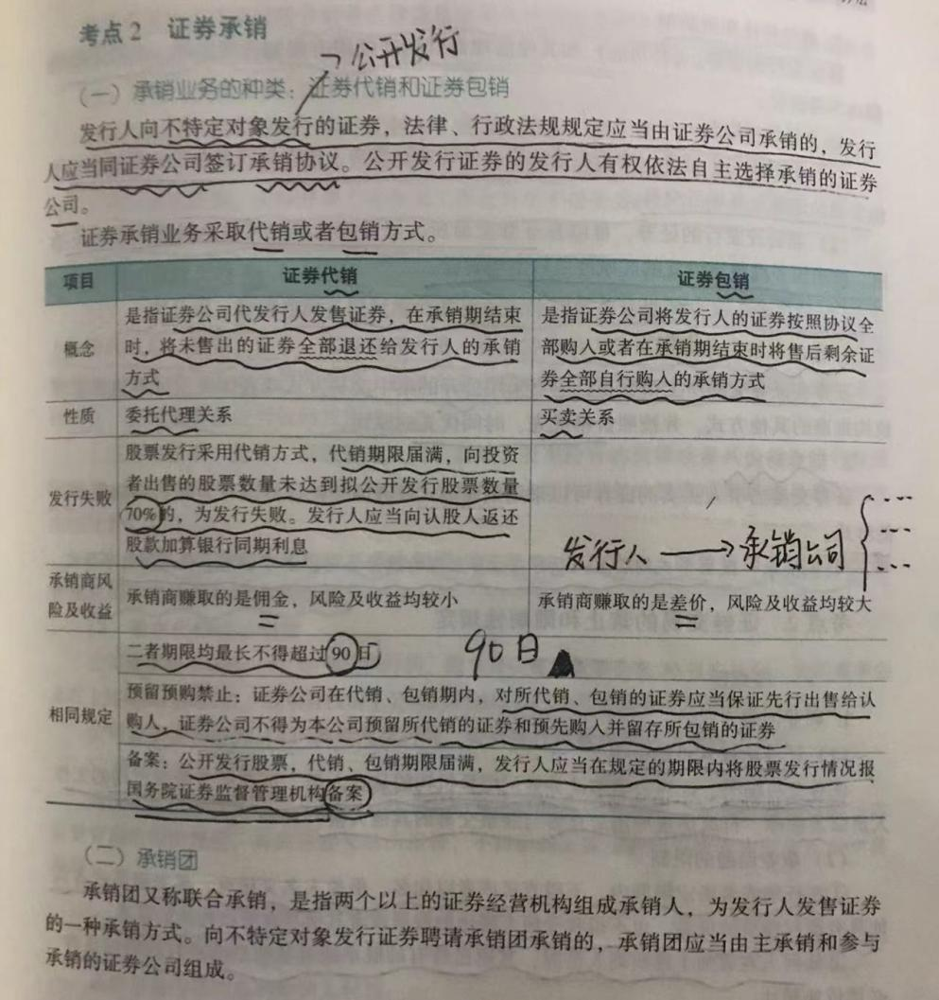 考点2 证券承销
公开发行
（一）承销业务的种类：证券代销和证券包销
发行人向不特定对象发行的证券，法律、行政法规规定应当由证券公司承销的，发行
人应当同证券公司签订承销协议。公开发行证券的发行人有权依法自主选择承销的证券
公司。
证券承销业务采取代销或者包销方式。
项目 证券代销 证券包销
概念
是指证券公司代发行人发售证券，在承销期结束
时，将未售出的证券全部退还给发行人的承销
方式
是指证券公司将发行人的证券按照协议全
部购入或者在承销期结束时将售后剩余证
券全部自行购入的承销方式
性质 委托代理关系 买卖关系
发行失败
股票发行采用代销方式，代销期限届满，向投资
者出售的股票数量未达到拟公开发行股票数量
70%的，为发行失败。发行人应当向认股人返还
股款加算银行同期利息
发行人 → 承销公司
承销商风
险及收益
承销商赚取的是佣金，风险及收益均较小
承销商赚取的是差价，风险及收益均较大
相同规定
二者期限均最长不得超过90日
90日
预留预购禁止：证券公司在代销、包销期内，对所代销、包销的证券应当保证先行出售给认
购人，证券公司不得为本公司预留所代销的证券和预先购入并留存所包销的证券
备案：公开发行股票，代销、包销期限届满，发行人应当在规定的期限内将股票发行情况报
国务院证券监督管理机构备案
（二）承销团
承销团又称联合承销，是指两个以上的证券经营机构组成承销人，为发行人发售证券
的一种承销方式。向不特定对象发行证券聘请承销团承销的，承销团应当由主承销和参与
承销的证券公司组成。